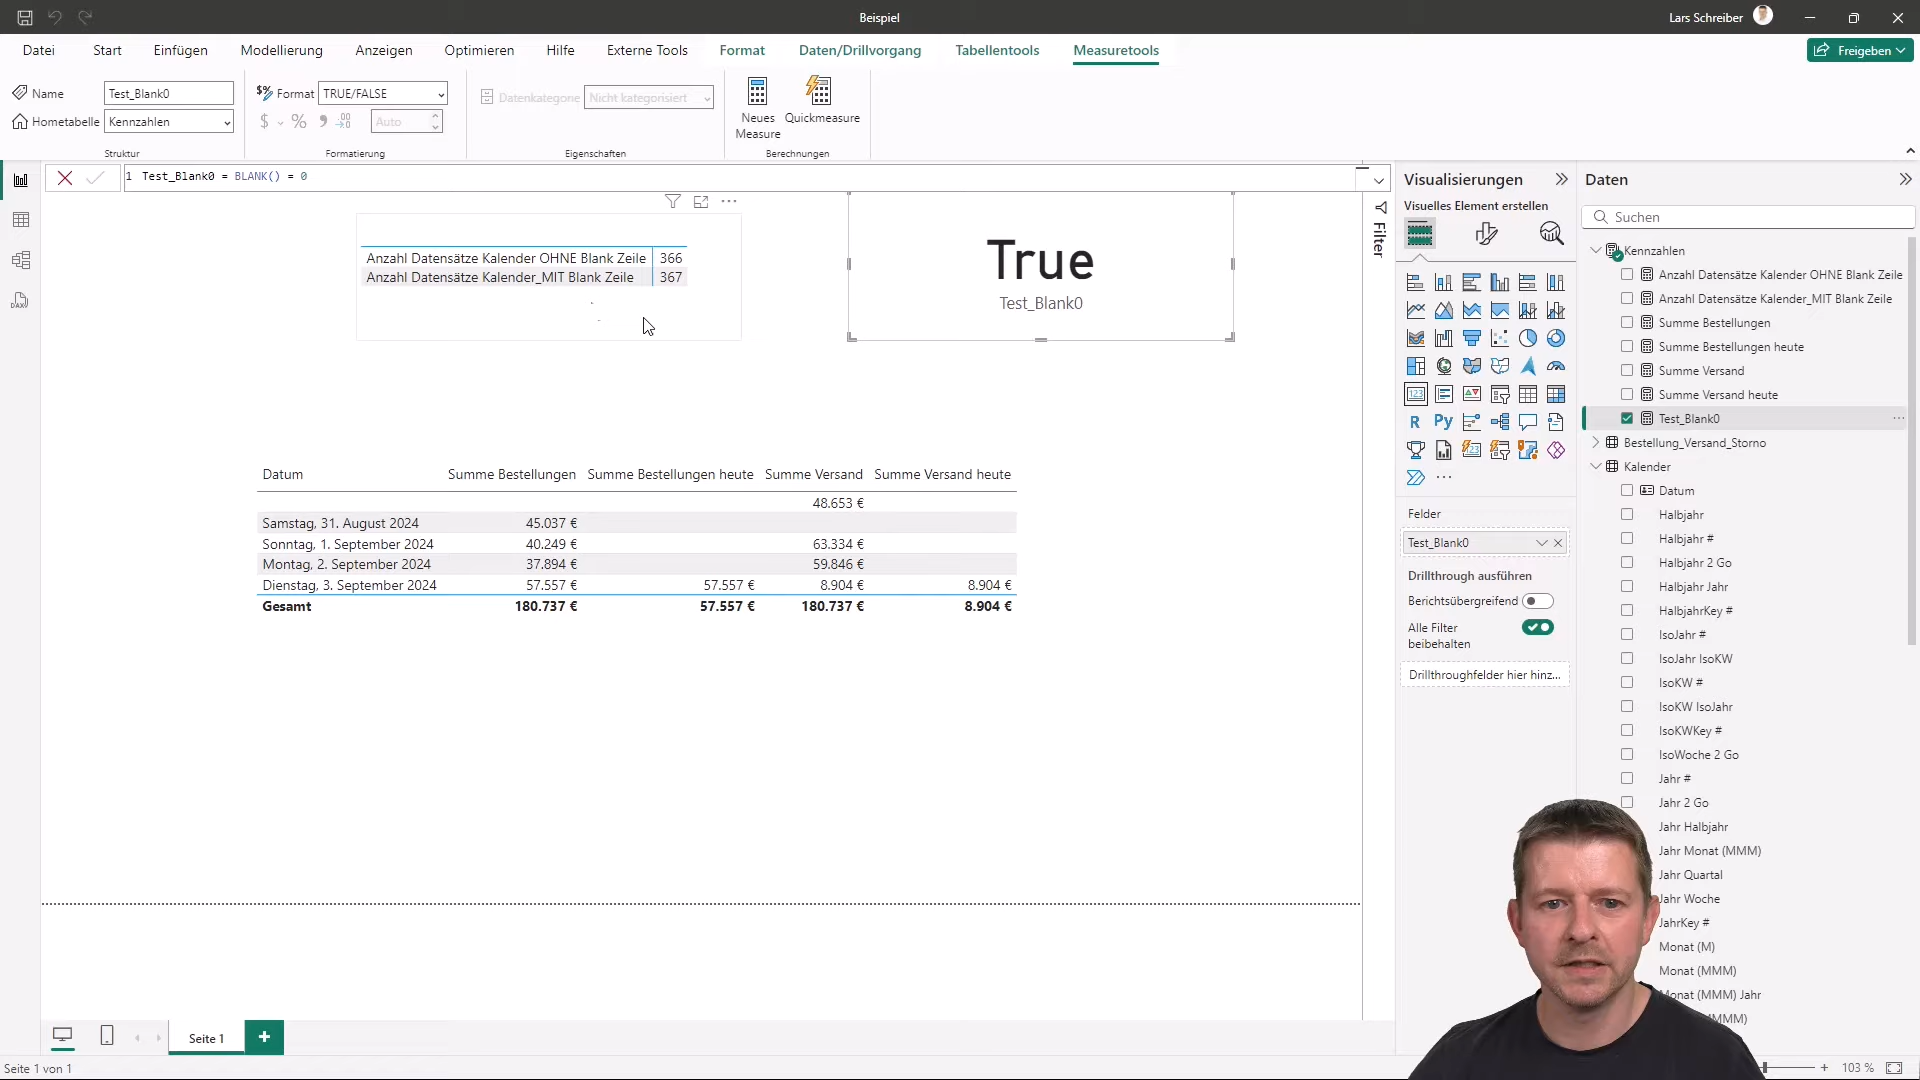 Beispiel
Lars Schreiber
Datei Start Einfügen Modellierung Anzeigen Optimieren Hilfe Externe Tools Format Daten/Drillvorgang Tabellentools Measuretools Freigeben
Name Test_Blank0
Hometabelle Kennzahlen
Struktur
Format TRUE/FALSE
$ % Auto
Formatierung
Datenkategorie Nicht kategorisiert
Eigenschaften
Neues Measure
Quickmeasure
Berechnungen
1 Test_Blank0 = BLANK() = 0
Anzahl Datensätze Kalender OHNE Blank Zeile 366
Anzahl Datensätze Kalender_MIT Blank Zeile 367
True
Test_Blank0
Datum Summe Bestellungen Summe Bestellungen heute Summe Versand Summe Versand heute
48.653 €
Samstag, 31. August 2024 45.037 €
Sonntag, 1. September 2024 40.249 € 63.334 €
Montag, 2. September 2024 37.894 € 59.846 €
Dienstag, 3. September 2024 57.557 € 57.557 € 8.904 € 8.904 €
Gesamt 180.737 € 57.557 € 180.737 € 8.904 €
Filter
Visualisierungen
Visuelles Element erstellen
R Py
Felder
Test_Blank0
Drillthrough ausführen
Berichtsübergreifend
Alle Filter
beibehalten
Drillthroughfelder hier hinz...
Daten
Suchen
Kennzahlen
Anzahl Datensätze Kalender OHNE Blank Zeile
Anzahl Datensätze Kalender_MIT Blank Zeile
Summe Bestellungen
Summe Bestellungen heute
Summe Versand
Summe Versand heute
Test_Blank0
Bestellung_Versand_Storno
Kalender
Datum
Halbjahr
Halbjahr #
Halbjahr 2 Go
Halbjahr Jahr
HalbjahrKey #
IsoJahr #
IsoJahr IsoKW
IsoKW #
IsoKW IsoJahr
IsoKWKey #
IsoWoche 2 Go
Jahr #
Jahr 2 Go
Jahr Halbjahr
Jahr Monat (MMM)
Jahr Quartal
Jahr Woche
JahrKey #
Monat (M)
Monat (MMM)
Monat (MMM) Jahr
Seite 1
Seite 1 von 1
103 %